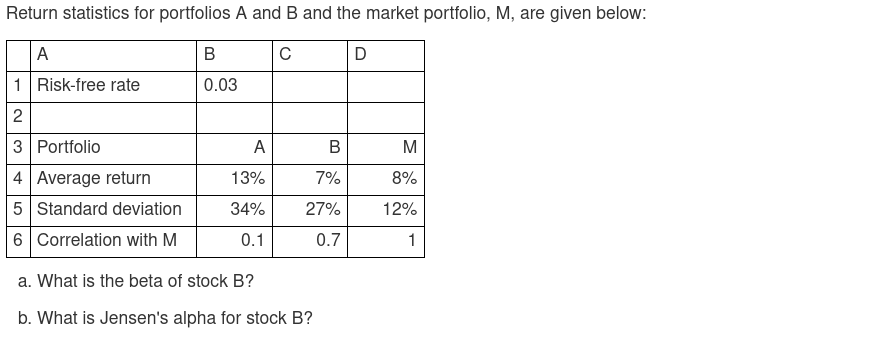 Return statistics for portfolios A and B and the market portfolio, M, are given below:
A B C D
1 Risk-free rate 0.03
2
3 Portfolio A B M
4 Average return 13% 7% 8%
5 Standard deviation 34% 27% 12%
6 Correlation with M 0.1 0.7 1
a. What is the beta of stock B?
b. What is Jensen's alpha for stock B?